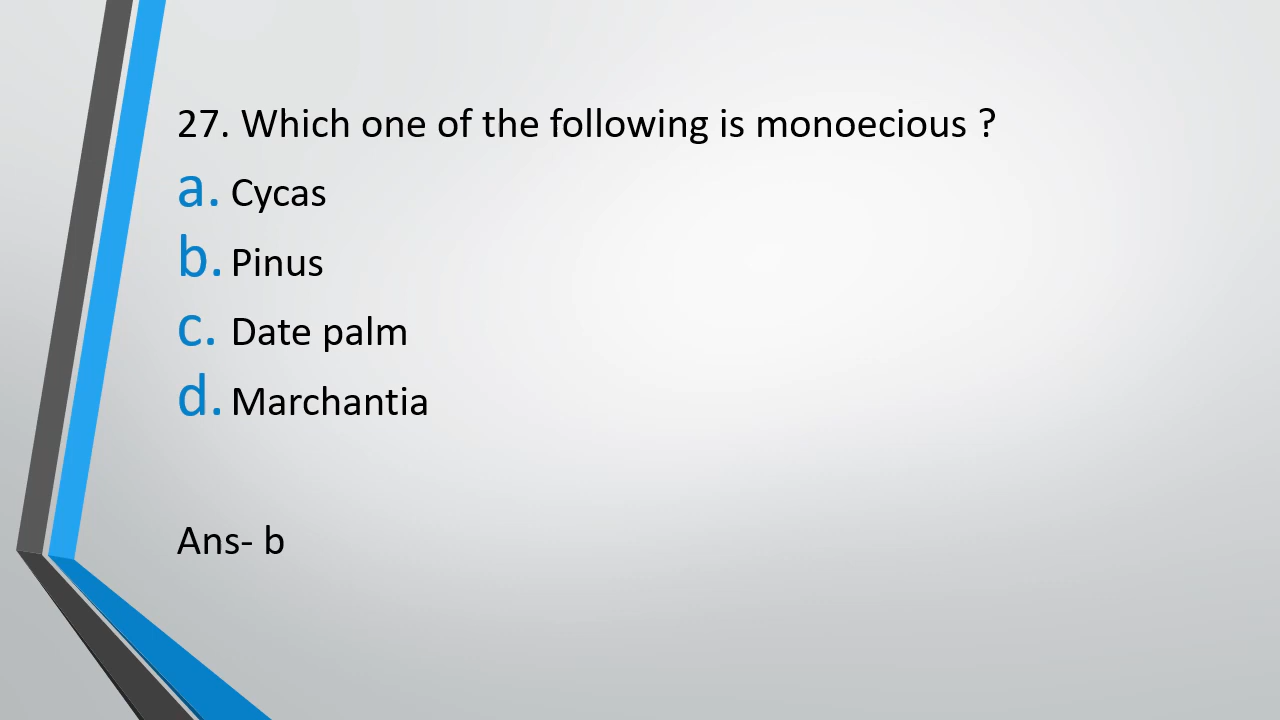 27. Which one of the following is monoecious ?
a. Cycas
b. Pinus
c. Date palm
d. Marchantia
Ans- b